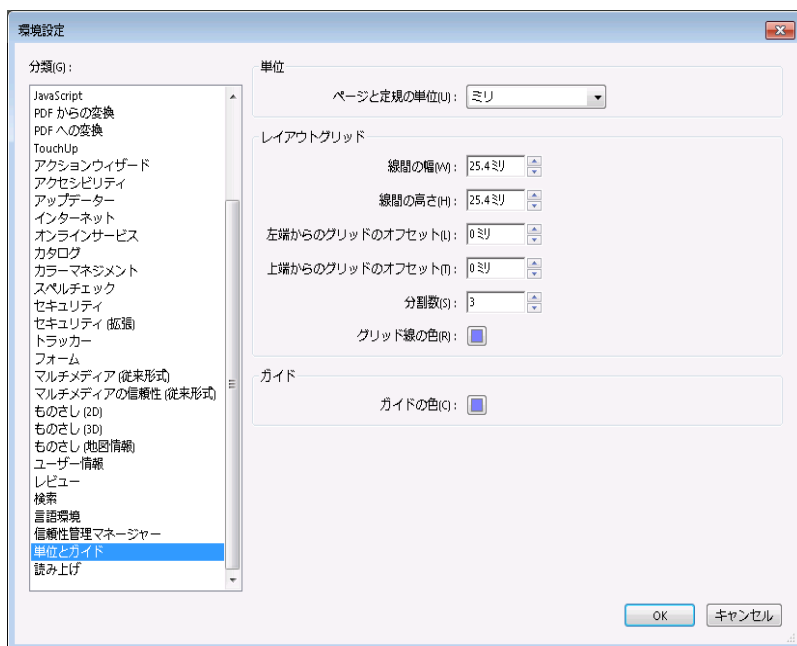 環境設定
分類(G):
JavaScript
PDF からの変換
PDF への変換
TouchUp
アクションウィザード
アクセシビリティ
アップデーター
インターネット
オンラインサービス
カタログ
カラーマネジメント
スペルチェック
セキュリティ
セキュリティ (拡張)
トラッカー
フォーム
マルチメディア (従来形式)
マルチメディアの信頼性 (従来形式)
ものさし (2D)
ものさし (3D)
ものさし (地図情報)
ユーザー情報
レビュー
検索
言語環境
信頼性管理マネージャー
単位とガイド
読み上げ
単位
ページと定規の単位(U): ミリ
レイアウトグリッド
線間の幅(W): 25.4 ミリ
線間の高さ(H): 25.4 ミリ
左端からのグリッドのオフセット(L): 0 ミリ
上端からのグリッドのオフセット(T): 0 ミリ
分割数(S): 3
グリッド線の色(R):
ガイド
ガイドの色(C):
OK キャンセル